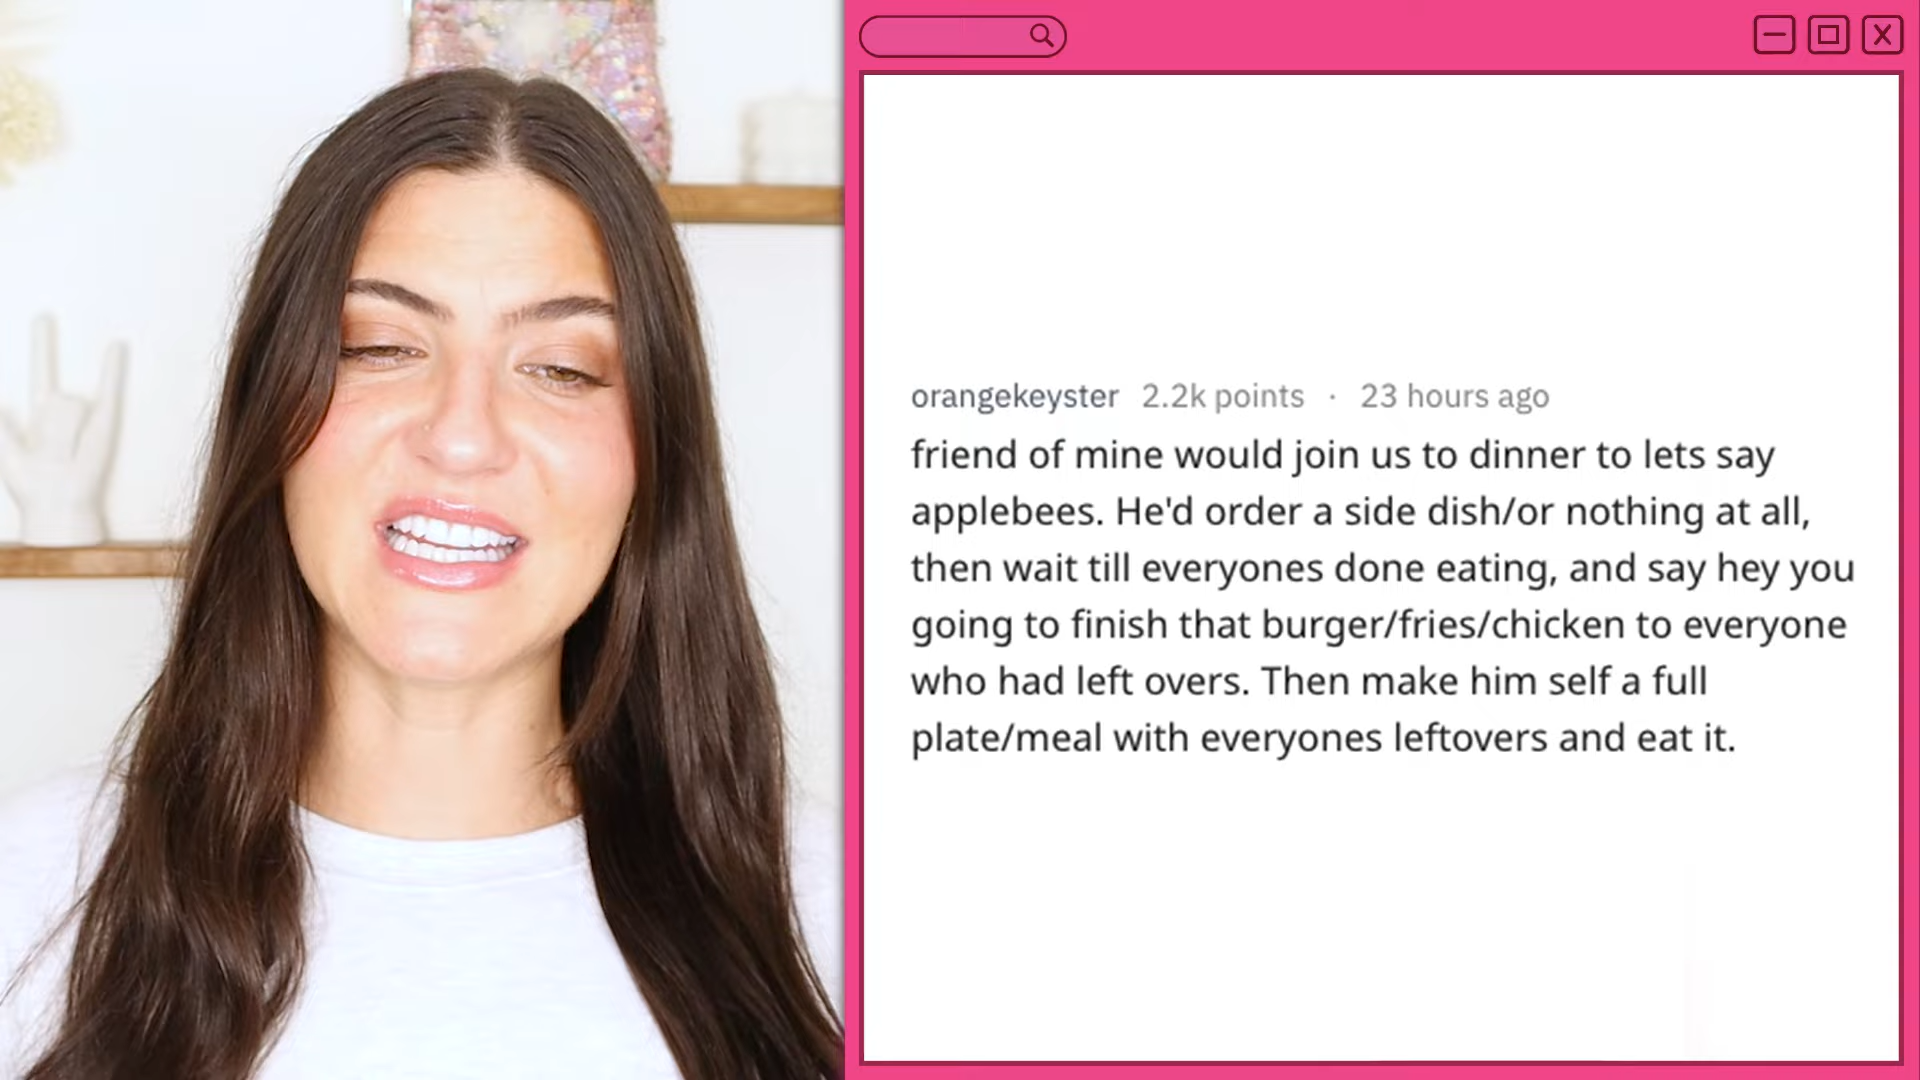 orangekeyster 2.2k points · 23 hours ago
friend of mine would join us to dinner to lets say
applebees. He'd order a side dish/or nothing at all,
then wait till everyones done eating, and say hey you
going to finish that burger/fries/chicken to everyone
who had left overs. Then make him self a full
plate/meal with everyones leftovers and eat it.